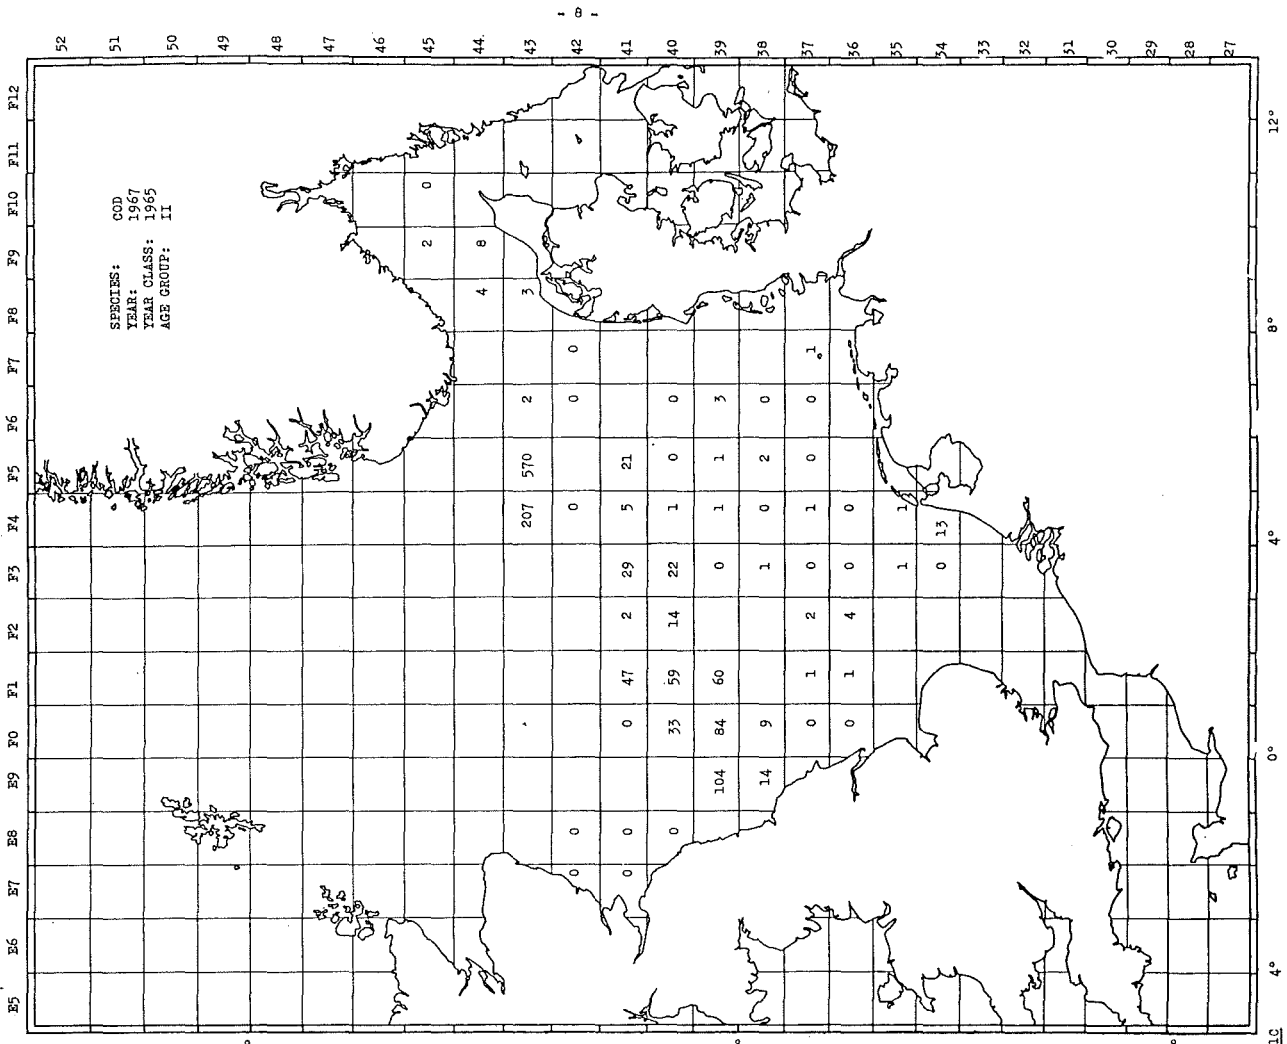 - 8 -
E5 E6 E7 E8 E9 F0 F1 F2 F3 F4 F5 F6 F7 F8 F9 F10 F11 F12
52
51
SPECIES: COD
YEAR: 1967
YEAR CLASS: 1965
AGE GROUP: II
50
49
48
47
46
2 0 45
4 8 44
207 570 2 3 43
0 0 0 0 0 42
0 0 0 47 2 29 5 21 41
0 33 59 14 22 1 0 0 40
104 84 60 0 1 1 3 39
14 9 1 0 2 0 38
0 1 2 0 1 0 0 1 37
0 1 4 0 0 36
1 1 35
0 13 34
33
32
31
30
29
28
27
4° 0° 4° 8° 12°